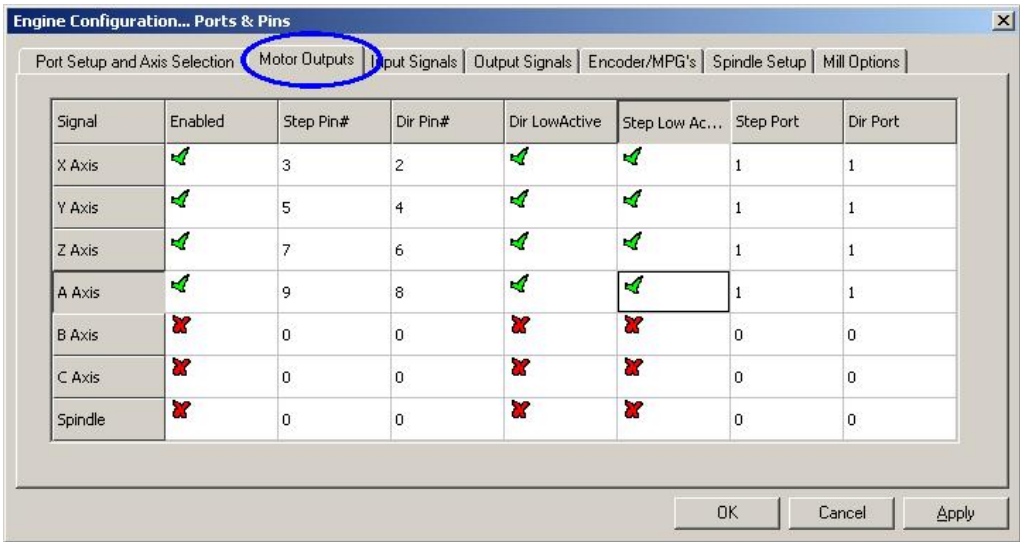 Engine Configuration... Ports & Pins
Port Setup and Axis Selection Motor Outputs Input Signals Output Signals Encoder/MPG's Spindle Setup Mill Options
Signal Enabled Step Pin# Dir Pin# Dir LowActive Step Low Ac... Step Port Dir Port
X Axis 3 2 1 1
Y Axis 5 4 1 1
Z Axis 7 6 1 1
A Axis 9 8 1 1
B Axis 0 0 0 0
C Axis 0 0 0 0
Spindle 0 0 0 0
OK Cancel Apply